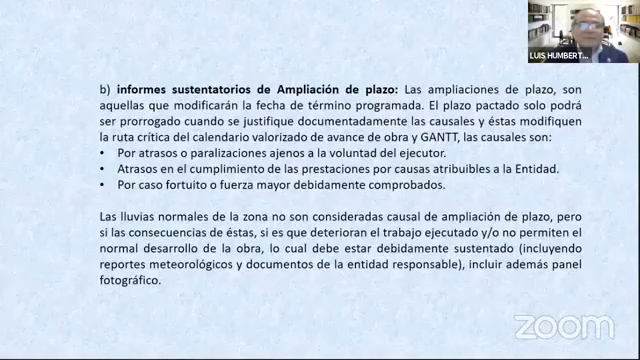 LUIS HUMBERT...
b) informes sustentatorios de Ampliación de plazo: Las ampliaciones de plazo, son
aquellas que modificarán la fecha de término programada. El plazo pactado solo podrá
ser prorrogado cuando se justifique documentadamente las causales y éstas modifiquen
la ruta crítica del calendario valorizado de avance de obra y GANTT, las causales son:
• Por atrasos o paralizaciones ajenos a la voluntad del ejecutor.
• Atrasos en el cumplimiento de las prestaciones por causas atribuibles a la Entidad.
• Por caso fortuito o fuerza mayor debidamente comprobados.
Las lluvias normales de la zona no son consideradas causal de ampliación de plazo, pero
si las consecuencias de éstas, si es que deterioran el trabajo ejecutado y/o no permiten el
normal desarrollo de la obra, lo cual debe estar debidamente sustentado (incluyendo
reportes meteorológicos y documentos de la entidad responsable), incluir además panel
fotográfico.
zoom